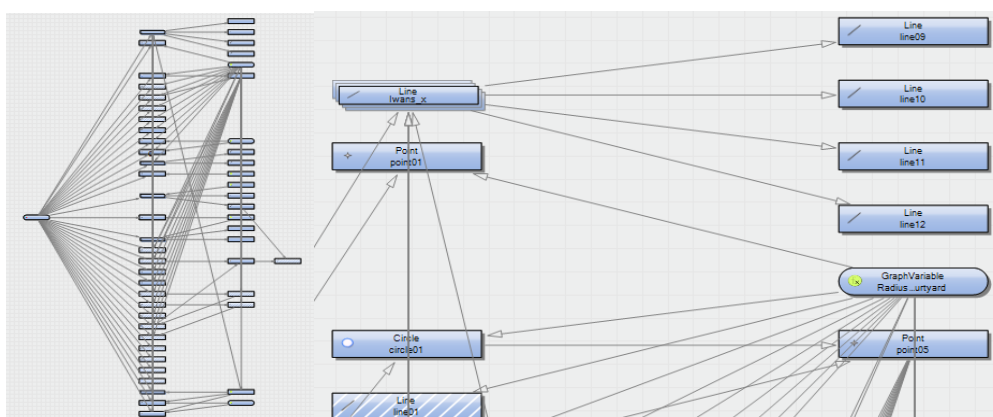 Line
line09
Line
lwans_x
Line
line10
Point
point01
Line
line11
Line
line12
GraphVariable
Radius ..urtyard
Circle
circle01
Point
point05
Line
line01